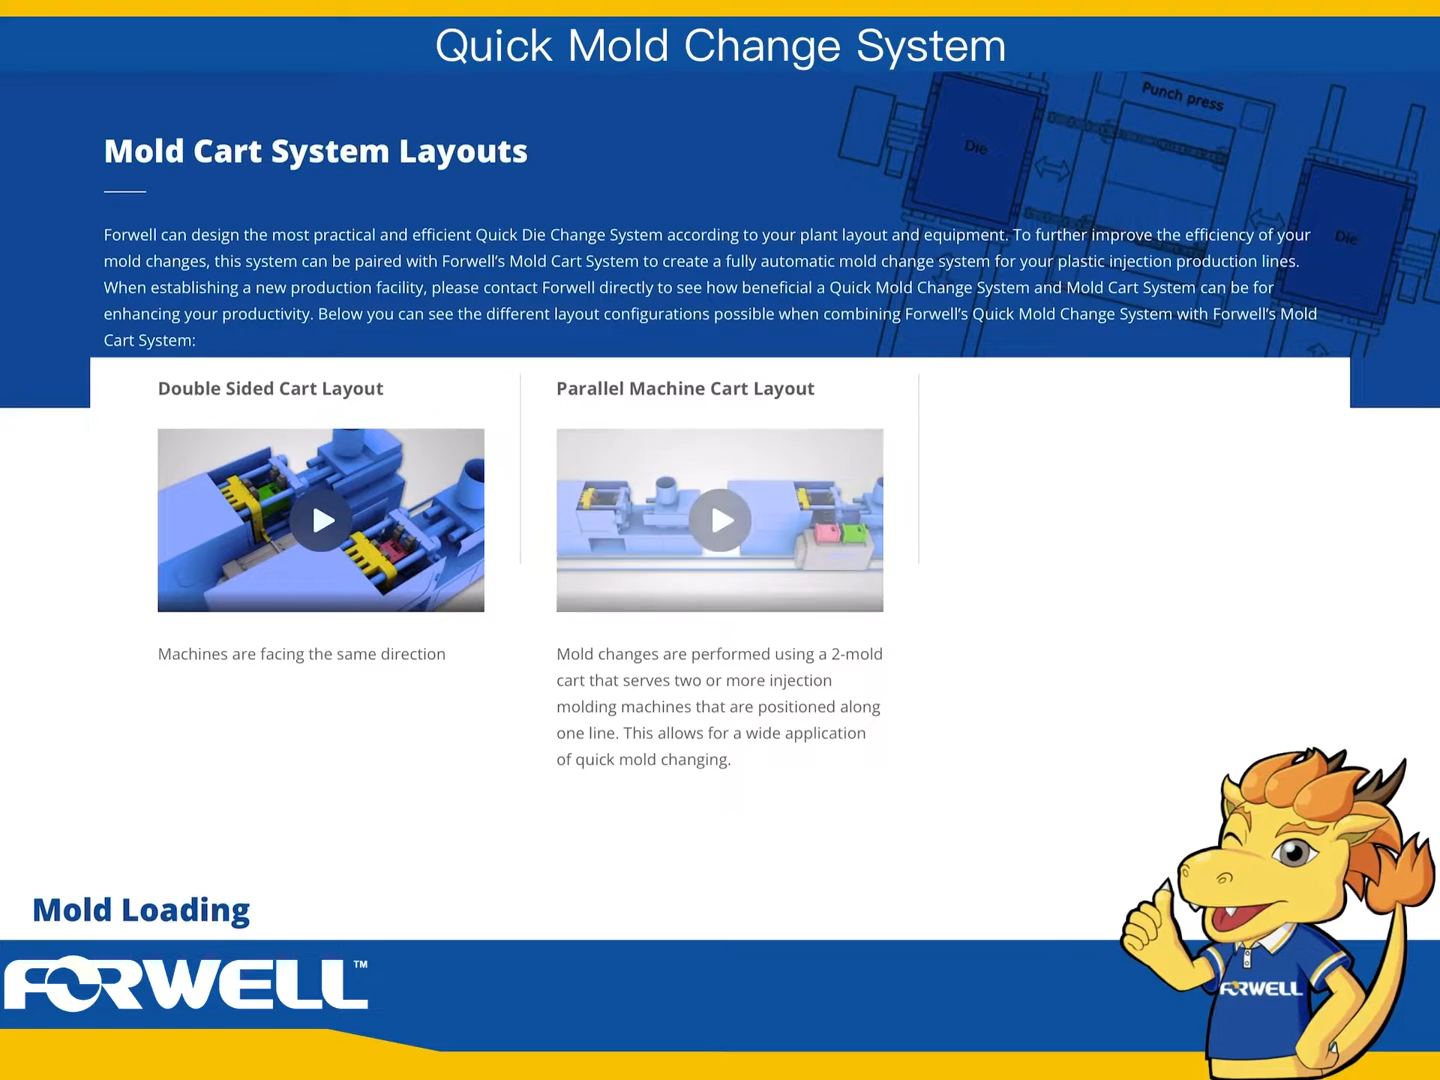 Quick Mold Change System
Punch press
Die
Die
Mold Cart System Layouts
Forwell can design the most practical and efficient Quick Die Change System according to your plant layout and equipment. To further improve the efficiency of your
mold changes, this system can be paired with Forwell’s Mold Cart System to create a fully automatic mold change system for your plastic injection production lines.
When establishing a new production facility, please contact Forwell directly to see how beneficial a Quick Mold Change System and Mold Cart System can be for
enhancing your productivity. Below you can see the different layout configurations possible when combining Forwell’s Quick Mold Change System with Forwell’s Mold
Cart System:
Double Sided Cart Layout
Machines are facing the same direction
Parallel Machine Cart Layout
Mold changes are performed using a 2-mold
cart that serves two or more injection
molding machines that are positioned along
one line. This allows for a wide application
of quick mold changing.
Mold Loading
FORWELL™
FORWELL